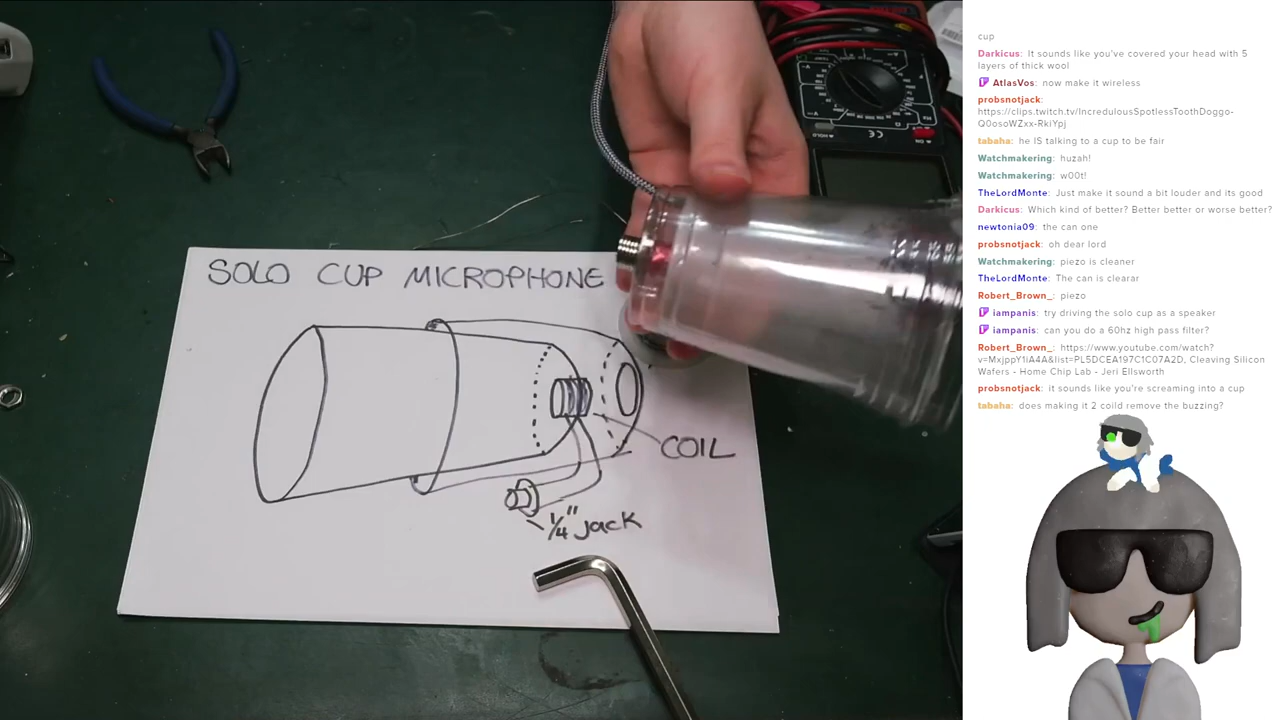 SOLO CUP MICROPHONE
COIL
1/4" Jack
cup
Darkicus: It sounds like you've covered your head with 5
layers of thick wool
AtlasVos: now make it wireless
probsnotjack:
https://clips.twitch.tv/IncredulousSpotlessToothDoggo-
Q0osoWZxx-RkiYpj
tabaha: he IS talking to a cup to be fair
Watchmakering: huzah!
Watchmakering: w00t!
TheLordMonte: Just make it sound a bit louder and its good
Darkicus: Which kind of better? Better better or worse better?
newtonia09: the can one
probsnotjack: oh dear lord
Watchmakering: piezo is cleaner
TheLordMonte: The can is clearar
Robert_Brown_: piezo
iampanis: try driving the solo cup as a speaker
iampanis: can you do a 60hz high pass filter?
Robert_Brown_: https://www.youtube.com/watch?
v=MxjppY1iA4A&list=PL5DCEA197C1C07A2D, Cleaving Silicon
Wafers - Home Chip Lab - Jeri Ellsworth
probsnotjack: it sounds like you're screaming into a cup
tabaha: does making it 2 coild remove the buzzing?